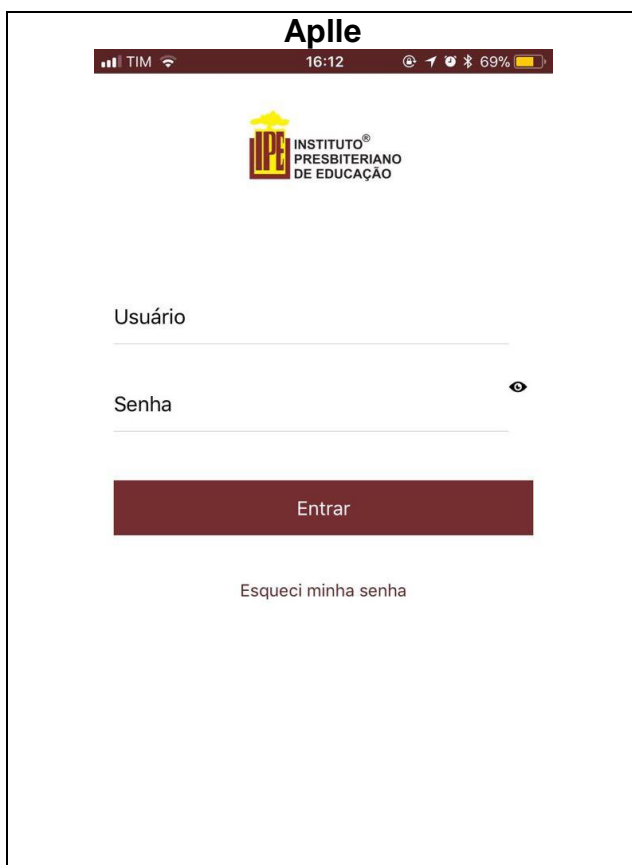 Aplle
TIM 16:12 69%
IPE
INSTITUTO®
PRESBITERIANO
DE EDUCAÇÃO
Usuário
Senha
Entrar
Esqueci minha senha